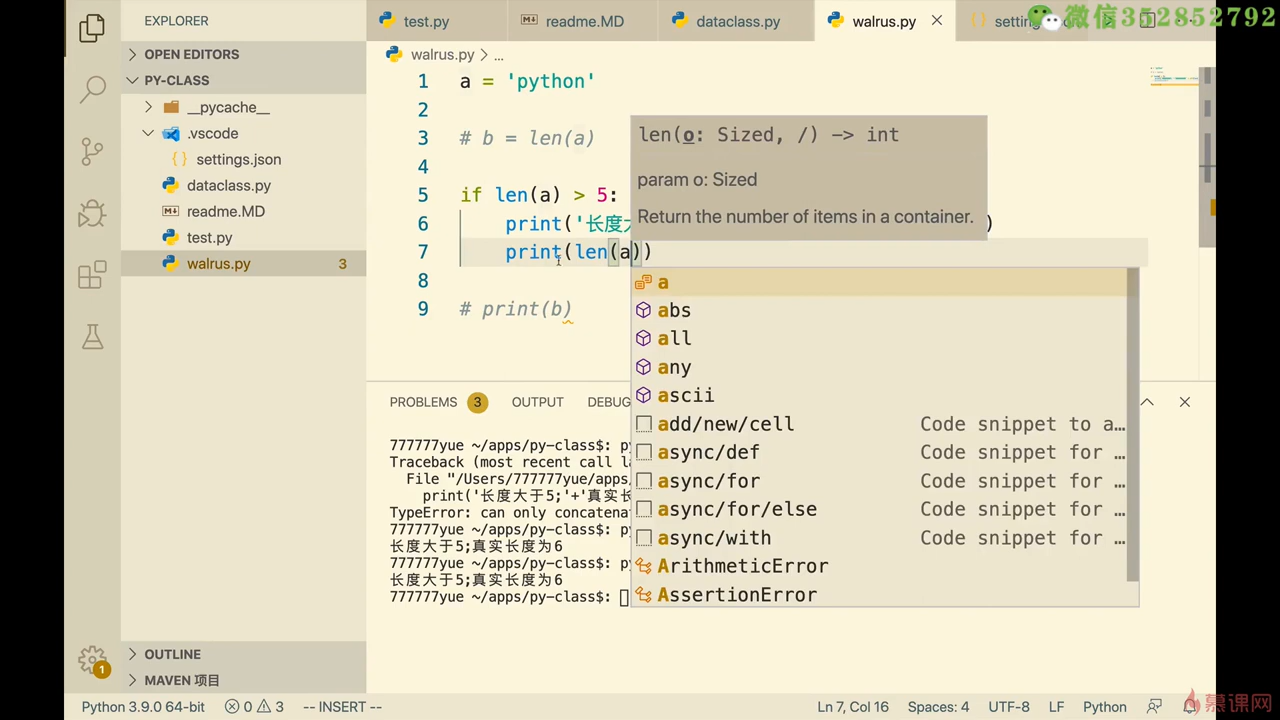 EXPLORER
test.py
readme.MD
dataclass.py
walrus.py
微信352852792
OPEN EDITORS
PY-CLASS
__pycache__
.vscode
settings.json
dataclass.py
readme.MD
test.py
walrus.py 3
OUTLINE
MAVEN 项目
walrus.py > ...
1 a = 'python'
2
3 # b = len(a)
4
5 if len(a) > 5:
6 print('长度大 )
7 print(len(a))
8
9 # print(b)
len(o: Sized, /) -> int
param o: Sized
Return the number of items in a container.
a
abs
all
any
ascii
add/new/cell Code snippet to a…
async/def Code snippet for …
async/for Code snippet for …
async/for/else Code snippet for …
async/with Code snippet for …
ArithmeticError
AssertionError
PROBLEMS 3 OUTPUT DEBUG
777777yue ~/apps/py-class$: p
Traceback (most recent call l
File "/Users/777777yue/apps/
print('长度大于5;'+'真实长
TypeError: can only concatena
777777yue ~/apps/py-class$: p
长度大于5;真实长度为6
777777yue ~/apps/py-class$: p
长度大于5;真实长度为6
777777yue ~/apps/py-class$:
1
Python 3.9.0 64-bit 0 3 -- INSERT -- Ln 7, Col 16 Spaces: 4 UTF-8 LF Python
慕课网